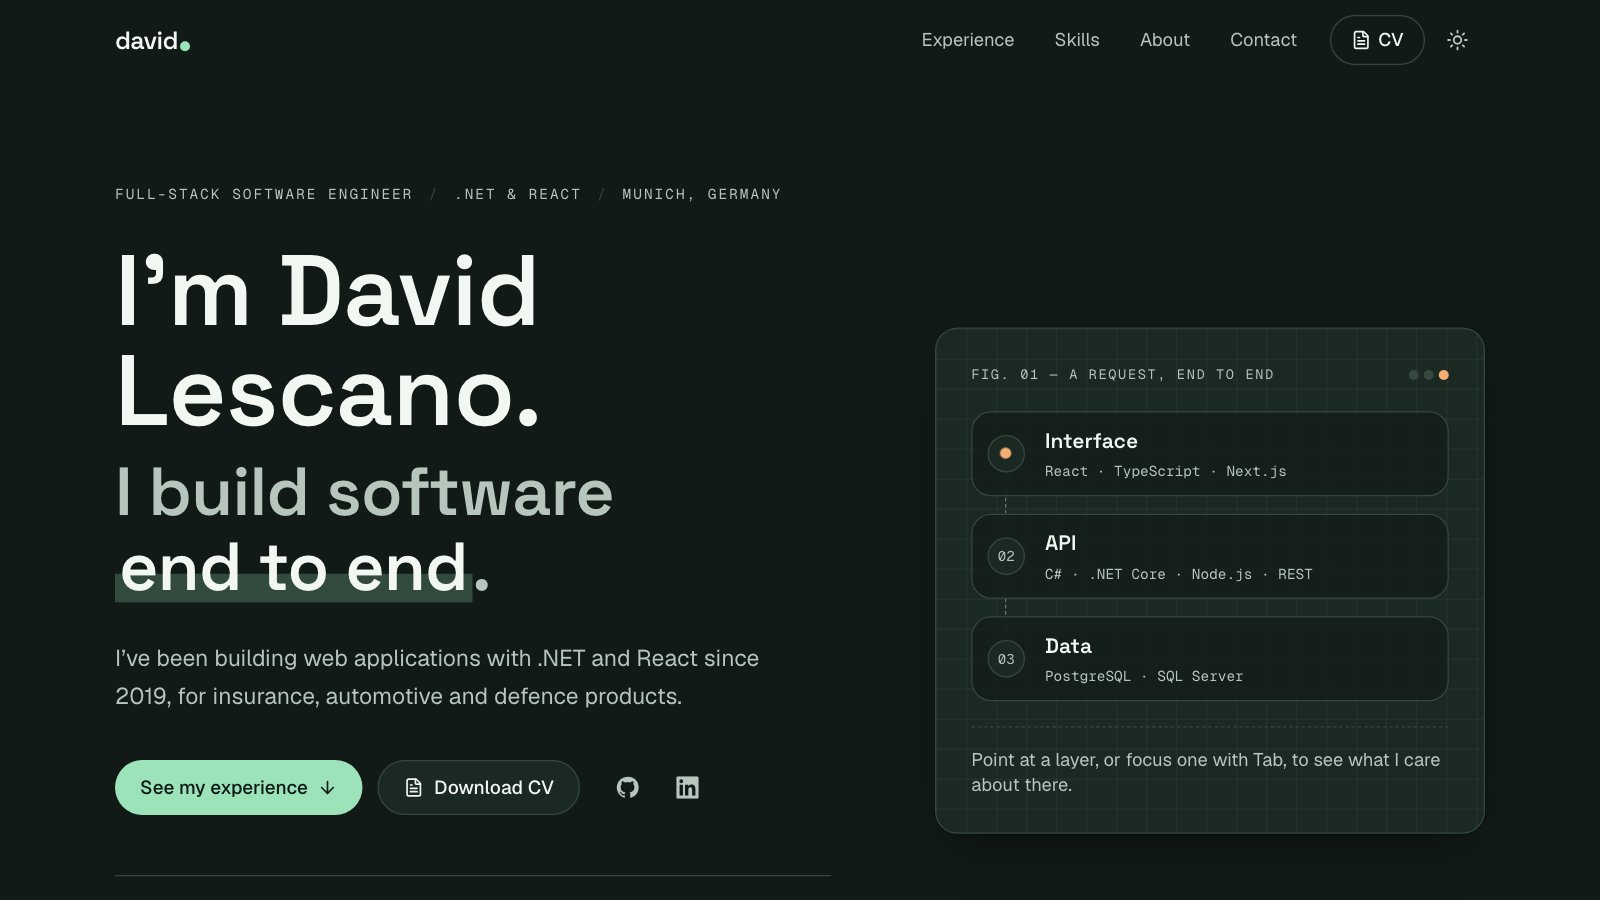 david.
Experience
Skills
About
Contact
CV
FULL-STACK SOFTWARE ENGINEER / .NET & REACT / MUNICH, GERMANY
I’m David
Lescano.
I build software
end to end.
I’ve been building web applications with .NET and React since
2019, for insurance, automotive and defence products.
See my experience ↓
Download CV
FIG. 01 — A REQUEST, END TO END
Interface
React · TypeScript · Next.js
02
API
C# · .NET Core · Node.js · REST
03
Data
PostgreSQL · SQL Server
Point at a layer, or focus one with Tab, to see what I care
about there.